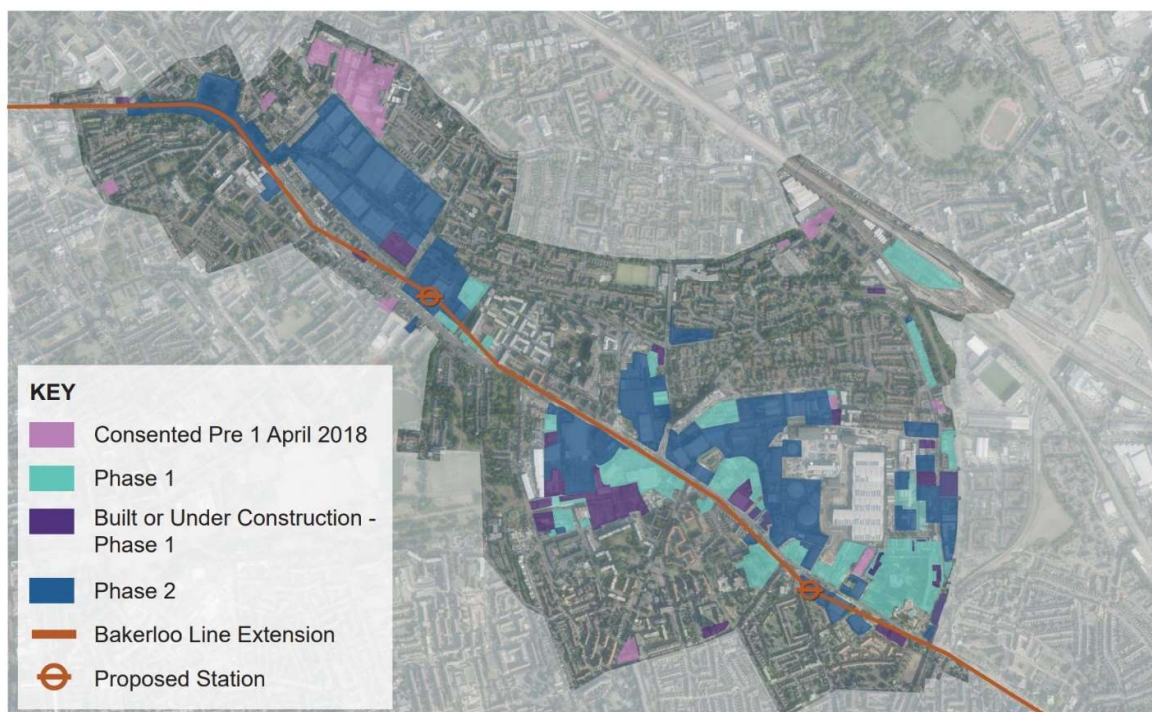 KEY
Consented Pre 1 April 2018
Phase 1
Built or Under Construction -
Phase 1
Phase 2
Bakerloo Line Extension
Proposed Station